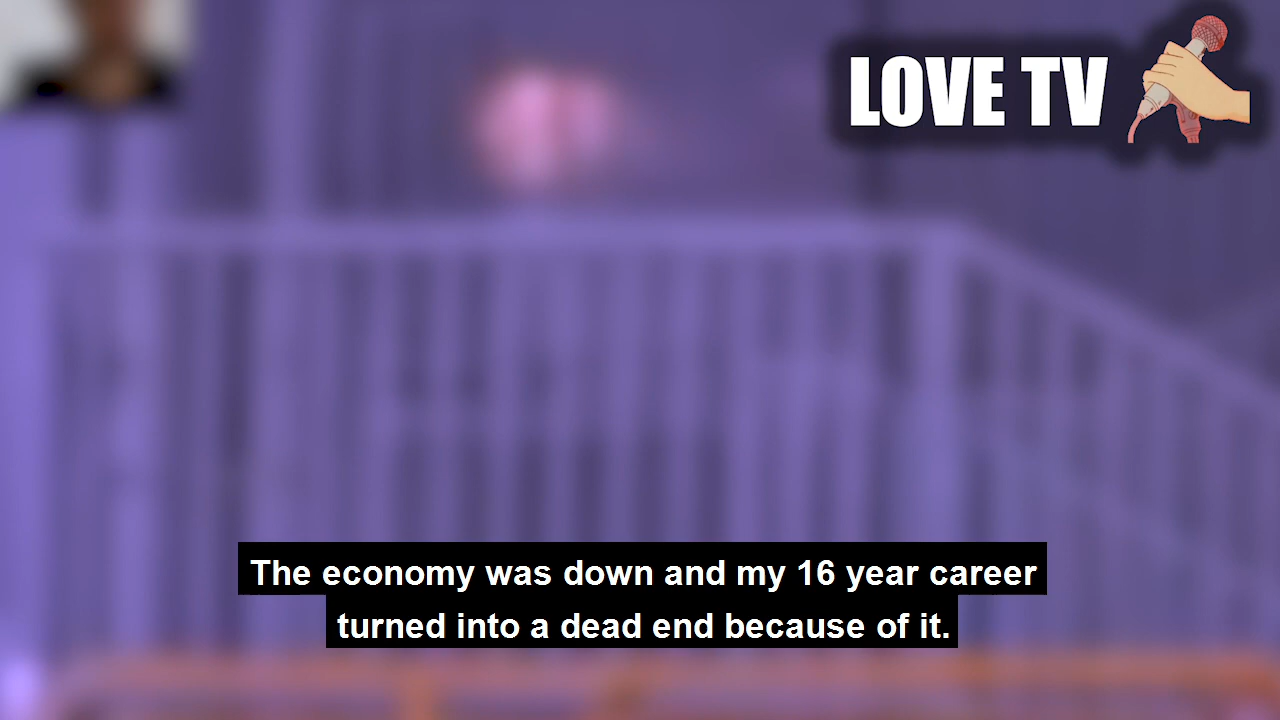 LOVE TV
The economy was down and my 16 year career
turned into a dead end because of it.